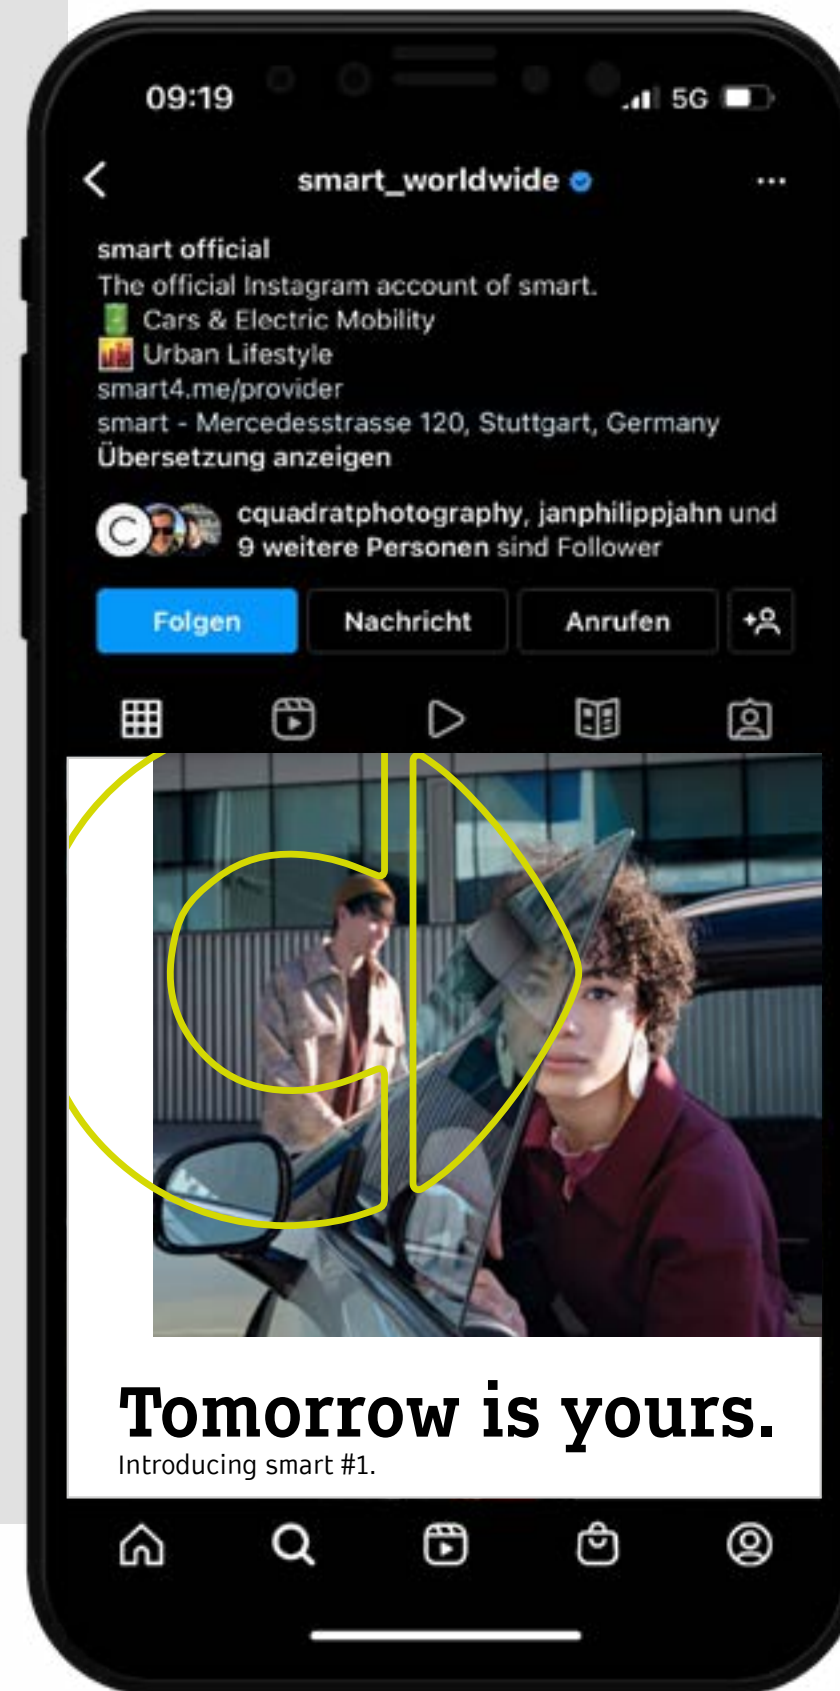 09:19
5G
smart_worldwide
smart official
The official Instagram account of smart.
Cars & Electric Mobility
Urban Lifestyle
smart4.me/provider
smart - Mercedesstrasse 120, Stuttgart, Germany
Übersetzung anzeigen
C
cquadratphotography, janphilippjahn und
9 weitere Personen sind Follower
Folgen
Nachricht
Anrufen
Tomorrow is yours.
Introducing smart #1.